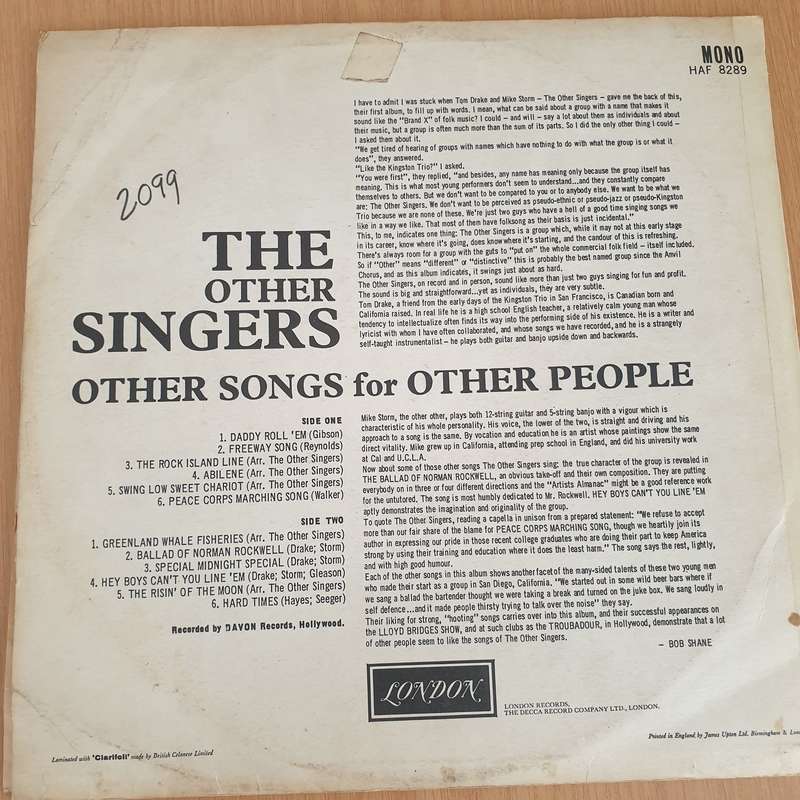 MONO
HAF 8289
I have to admit I was stuck when Tom Drake and Mike Storm – The Other Singers – gave me the back of this,
their first album, to fill up with words. I mean, what can be said about a group with a name that makes it
sound like the "Brand X" of folk music? I could – and will – say a lot about them as individuals and about
their music, but a group is often much more than the sum of its parts. So I did the only other thing I could –
I asked them about it.
"We get tired of hearing of groups with names which have nothing to do with what the group is or what it
does", they answered.
"Like the Kingston Trio?" I asked.
"You were first", they replied, "and besides, any name has meaning only because the group itself has
meaning. This is what most young performers don't seem to understand...and they constantly compare
themselves to others. But we don't want to be compared to you or to anybody else. We want to be what we
are: The Other Singers. We don't want to be perceived as pseudo-ethnic or pseudo-jazz or pseudo-Kingston
Trio because we are none of these. We're just two guys who have a hell of a good time singing songs we
like in a way we like. That most of them have folksong as their basis is just incidental."
This, to me, indicates one thing: The Other Singers is a group which, while it may not at this early stage
in its career, know where it's going, does know where it's starting, and the candour of this is refreshing.
There's always room for a group with the guts to "put on" the whole commercial folk field – itself included.
So if "Other" means "different" or "distinctive" this is probably the best named group since the Anvil
Chorus, and as this album indicates, it swings just about as hard.
The Other Singers, on record and in person, sound like more than just two guys singing for fun and profit.
The sound is big and straightforward...yet as individuals, they are very subtle.
Tom Drake, a friend from the early days of the Kingston Trio in San Francisco, is Canadian born and
California raised. In real life he is a high school English teacher, a relatively calm young man whose
tendency to intellectualize often finds its way into the performing side of his existence. He is a writer and
lyricist with whom I have often collaborated, and whose songs we have recorded, and he is a strangely
self-taught instrumentalist – he plays both guitar and banjo upside down and backwards.
2099
THE
OTHER
SINGERS
OTHER SONGS for OTHER PEOPLE
SIDE ONE
1. DADDY ROLL 'EM (Gibson)
2. FREEWAY SONG (Reynolds)
3. THE ROCK ISLAND LINE (Arr. The Other Singers)
4. ABILENE (Arr. The Other Singers)
5. SWING LOW SWEET CHARIOT (Arr. The Other Singers)
6. PEACE CORPS MARCHING SONG (Walker)
SIDE TWO
1. GREENLAND WHALE FISHERIES (Arr. The Other Singers)
2. BALLAD OF NORMAN ROCKWELL (Drake; Storm)
3. SPECIAL MIDNIGHT SPECIAL (Drake; Storm)
4. HEY BOYS CAN'T YOU LINE 'EM (Drake; Storm; Gleason)
5. THE RISIN' OF THE MOON (Arr. The Other Singers)
6. HARD TIMES (Hayes; Seeger)
Recorded by DAVON Records, Hollywood.
Mike Storm, the other other, plays both 12-string guitar and 5-string banjo with a vigour which is
characteristic of his whole personality. His voice, the lower of the two, is straight and driving and his
approach to a song is the same. By vocation and education he is an artist whose paintings show the same
direct vitality. Mike grew up in California, attending prep school in England, and did his university work
at Cal and U.C.L.A.
Now about some of those other songs The Other Singers sing: the true character of the group is revealed in
THE BALLAD OF NORMAN ROCKWELL, an obvious take-off and their own composition. They are putting
everybody on in three or four different directions and the "Artists Almanac" might be a good reference work
for the untutored. The song is most humbly dedicated to Mr. Rockwell. HEY BOYS CAN'T YOU LINE 'EM
aptly demonstrates the imagination and originality of the group.
To quote The Other Singers, reading a capella in unison from a prepared statement: "We refuse to accept
more than our fair share of the blame for PEACE CORPS MARCHING SONG, though we heartily join its
author in expressing our pride in those recent college graduates who are doing their part to keep America
strong by using their training and education where it does the least harm." The song says the rest, lightly,
and with high good humour.
Each of the other songs in this album shows another facet of the many-sided talents of these two young men
who made their start as a group in San Diego, California. "We started out in some wild beer bars where if
we sang a ballad the bartender thought we were taking a break and turned on the juke box. We sang loudly in
self defence...and it made people thirsty trying to talk over the noise" they say.
Their liking for strong, "hooting" songs carries over into this album, and their successful appearances on
the LLOYD BRIDGES SHOW, and at such clubs as the TROUBADOUR, in Hollywood, demonstrate that a lot
of other people seem to like the songs of The Other Singers.
– BOB SHANE
LONDON
LONDON RECORDS,
THE DECCA RECORD COMPANY LTD., LONDON.
Laminated with 'Clarifoil' made by British Celanese Limited
Printed in England by James Upton Ltd. Birmingham &